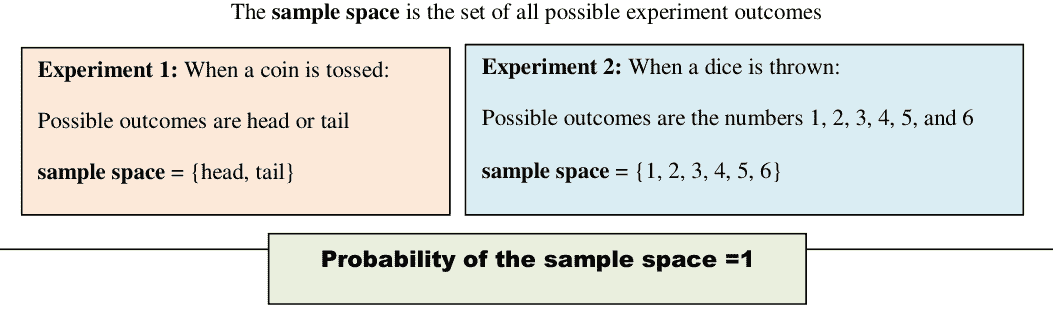 The sample space is the set of all possible experiment outcomes
Experiment 1: When a coin is tossed:
Possible outcomes are head or tail
sample space = {head, tail}
Experiment 2: When a dice is thrown:
Possible outcomes are the numbers 1, 2, 3, 4, 5, and 6
sample space = {1, 2, 3, 4, 5, 6}
Probability of the sample space =1